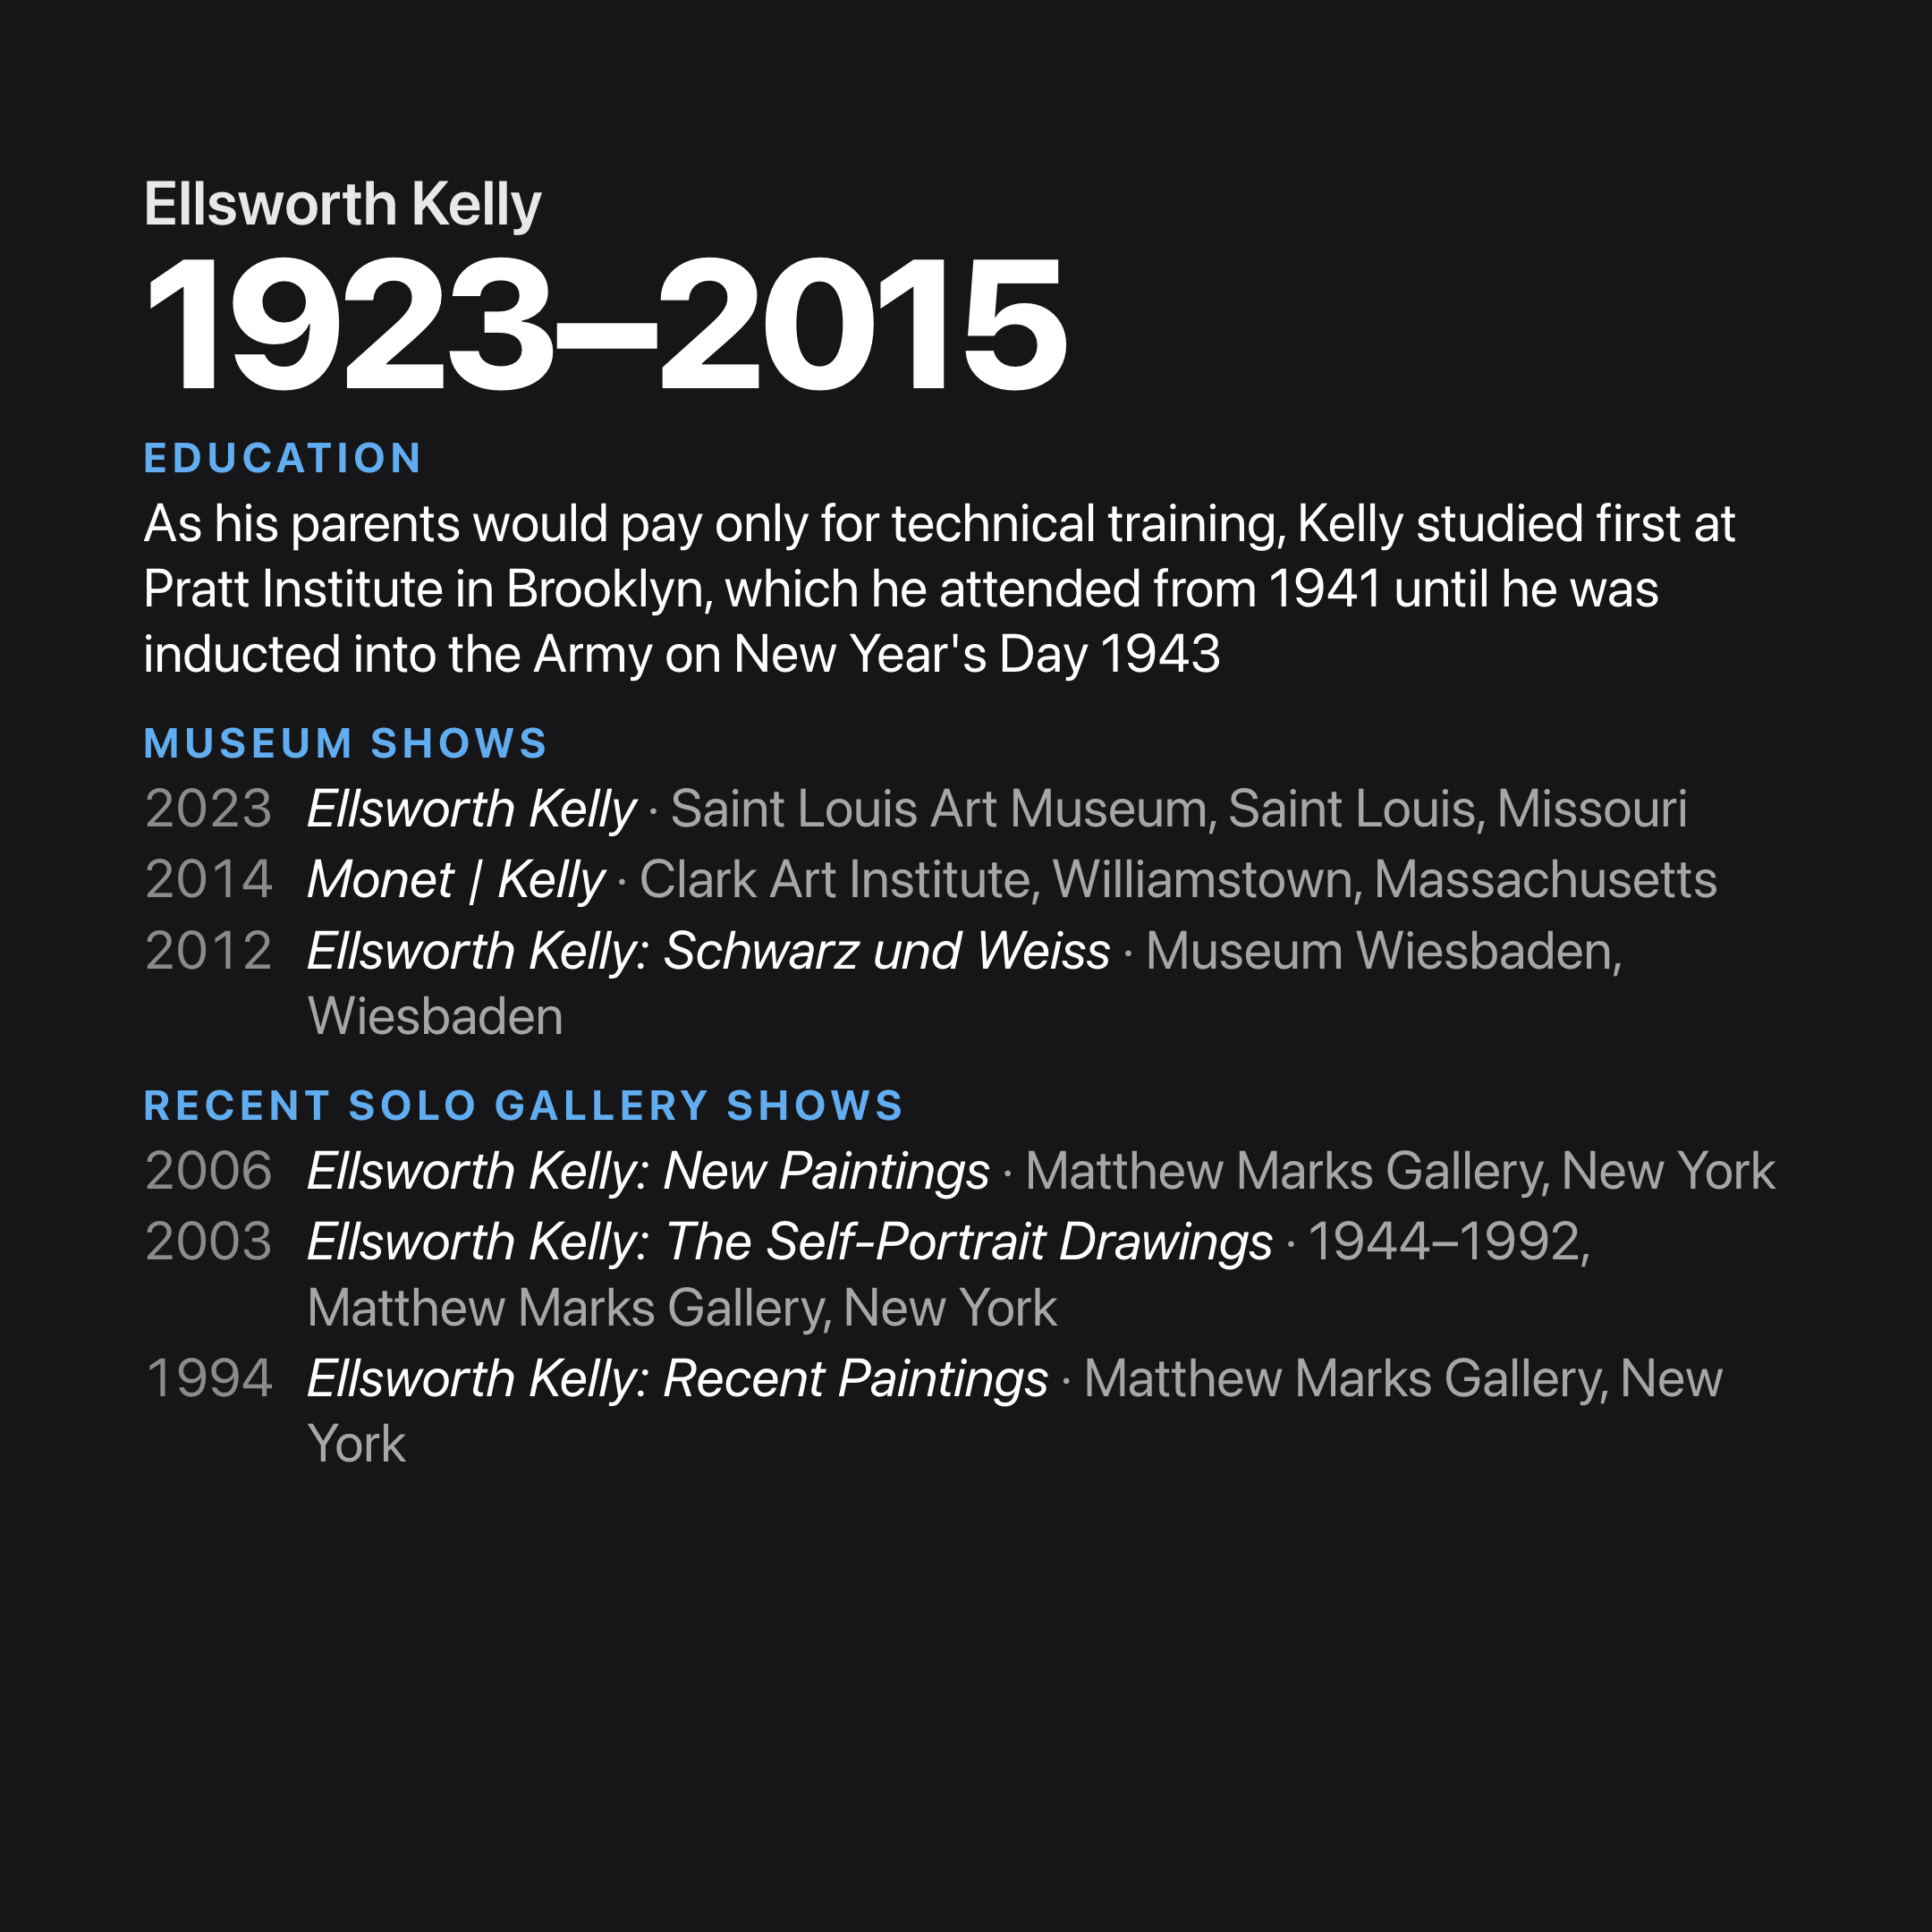 Ellsworth Kelly
1923–2015
EDUCATION
As his parents would pay only for technical training, Kelly studied first at
Pratt Institute in Brooklyn, which he attended from 1941 until he was
inducted into the Army on New Year's Day 1943
MUSEUM SHOWS
2023 Ellsworth Kelly · Saint Louis Art Museum, Saint Louis, Missouri
2014 Monet | Kelly · Clark Art Institute, Williamstown, Massachusetts
2012 Ellsworth Kelly: Schwarz und Weiss · Museum Wiesbaden,
Wiesbaden
RECENT SOLO GALLERY SHOWS
2006 Ellsworth Kelly: New Paintings · Matthew Marks Gallery, New York
2003 Ellsworth Kelly: The Self-Portrait Drawings · 1944–1992,
Matthew Marks Gallery, New York
1994 Ellsworth Kelly: Recent Paintings · Matthew Marks Gallery, New
York